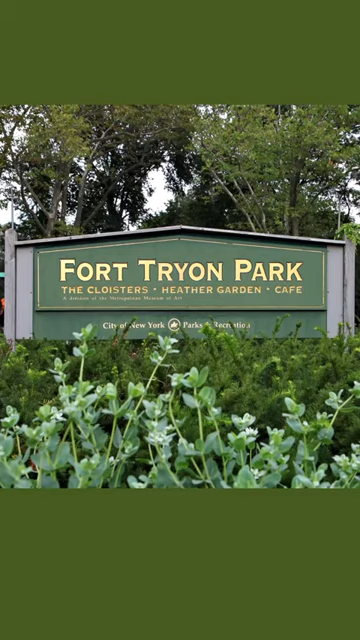 FORT TRYON PARK
THE CLOISTERS • HEATHER GARDEN • CAFE
A division of the Metropolitan Museum of Art
City of New York Parks & Recreation